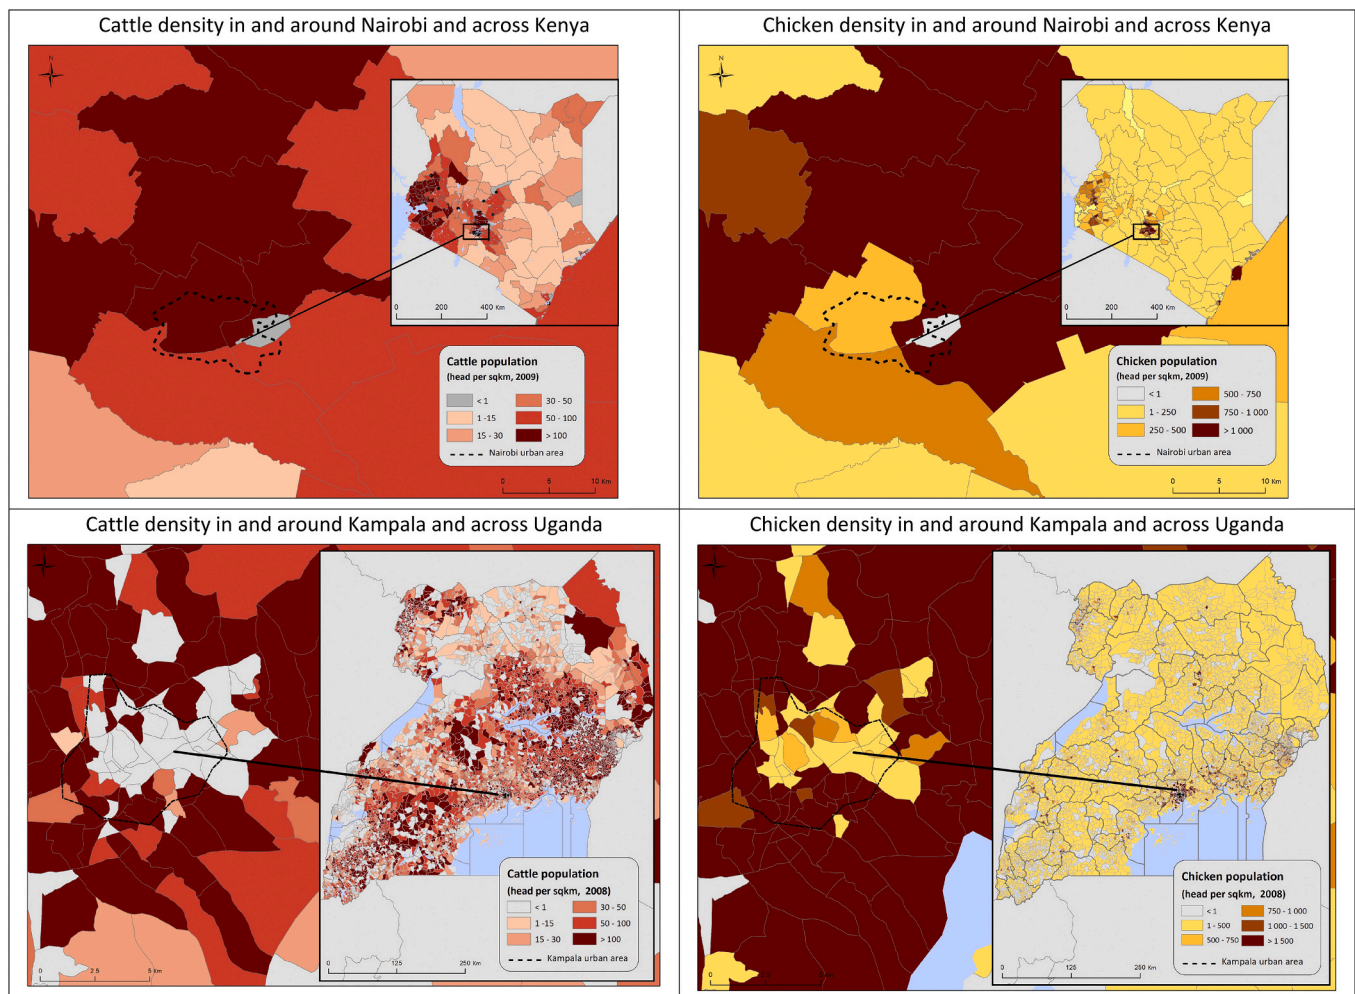 Cattle density in and around Nairobi and across Kenya
N
0 200 400 Km
Cattle population
(head per sqkm, 2009)
< 1 30 - 50
1 -15 50 - 100
15 - 30 > 100
Nairobi urban area
0 5 10 Km
Chicken density in and around Nairobi and across Kenya
N
0 200 400 Km
Chicken population
(head per sqkm, 2009)
< 1 500 - 750
1 - 250 750 - 1 000
250 - 500 > 1 000
Nairobi urban area
0 5 10 Km
Cattle density in and around Kampala and across Uganda
Cattle population
(head per sqkm, 2008)
< 1 30 - 50
1 -15 50 - 100
15 - 30 > 100
Kampala urban area
0 2.5 5 Km
0 125 250 Km
Chicken density in and around Kampala and across Uganda
Chicken population
(head per sqkm, 2008)
< 1 750 - 1 000
1 - 500 1 000 - 1 500
500 - 750 > 1 500
Kampala urban area
0
0 125 260 Km